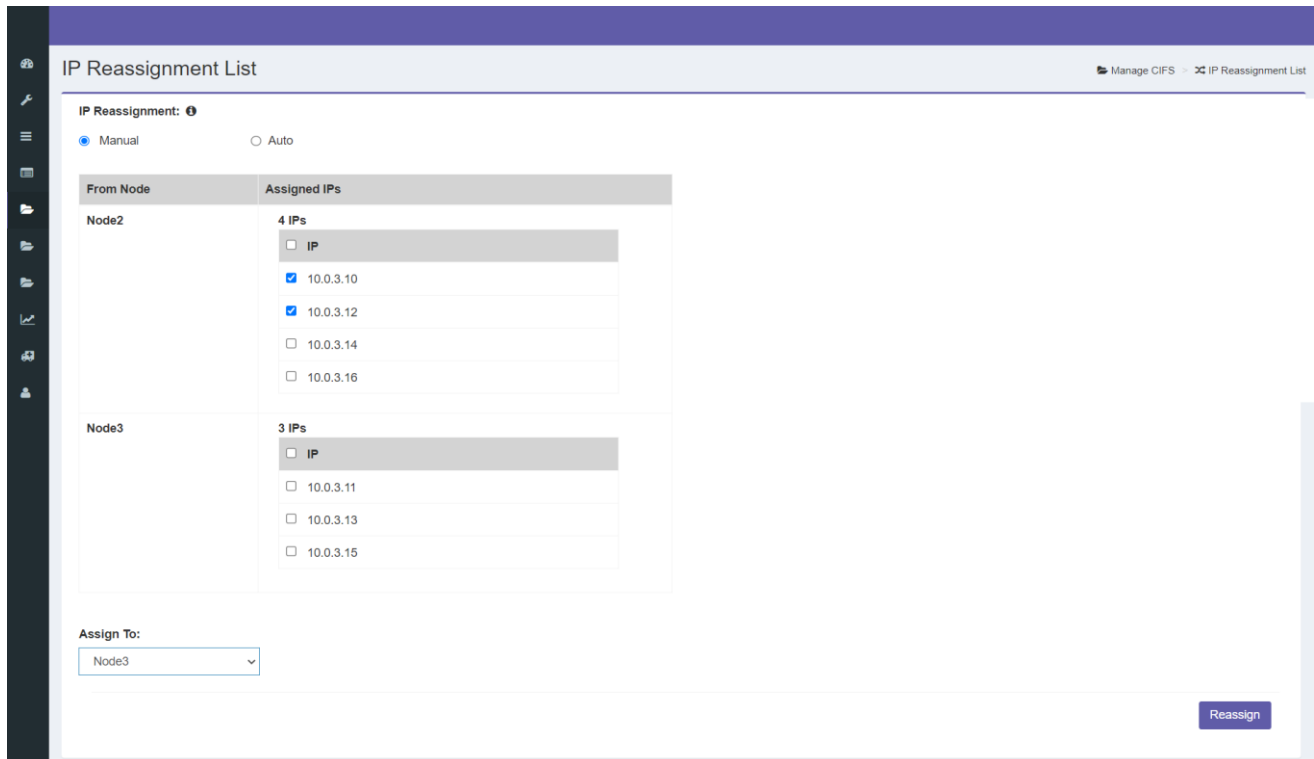 IP Reassignment List
Manage CIFS > IP Reassignment List
IP Reassignment:
Manual Auto
From Node Assigned IPs
Node2 4 IPs
IP
10.0.3.10
10.0.3.12
10.0.3.14
10.0.3.16
Node3 3 IPs
IP
10.0.3.11
10.0.3.13
10.0.3.15
Assign To:
Node3
Reassign